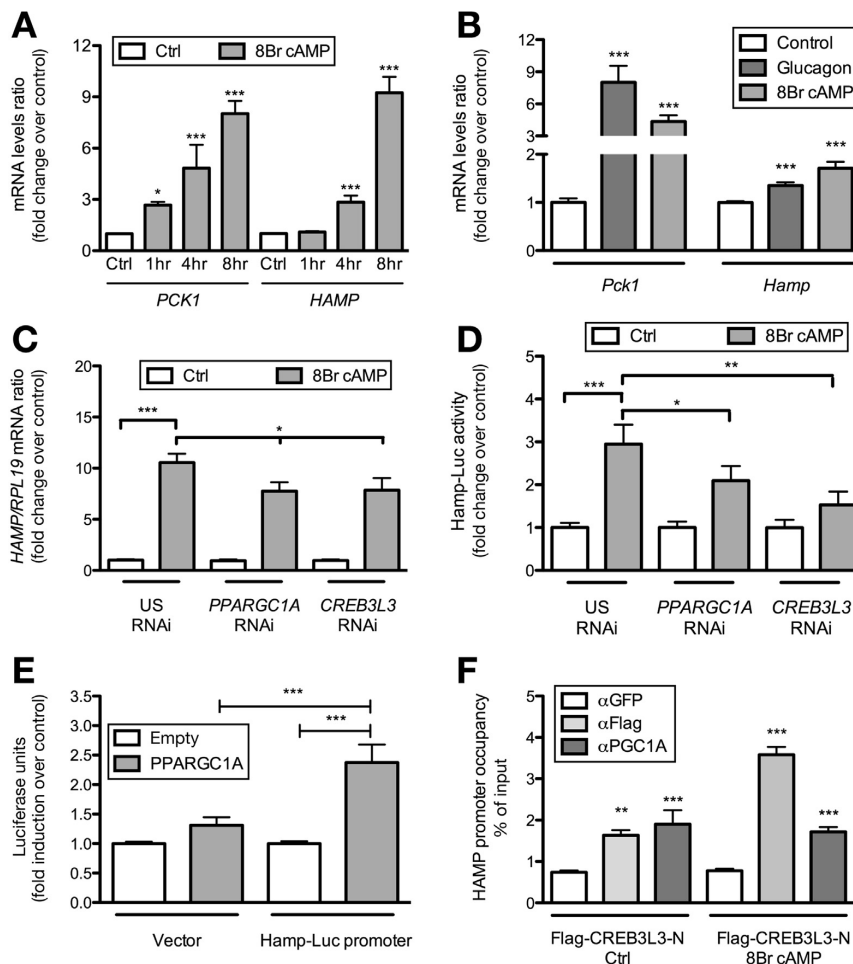 A
Ctrl
8Br cAMP
mRNA levels ratio
(fold change over control)
12
9
6
3
0
*
***
***
***
***
Ctrl 1hr 4hr 8hr Ctrl 1hr 4hr 8hr
PCK1 HAMP
B
Control
Glucagon
8Br cAMP
mRNA levels ratio
(fold change over control)
12
9
6
3
2
1
0
***
***
***
***
Pck1 Hamp
C
Ctrl
8Br cAMP
HAMP/RPL19 mRNA ratio
(fold change over control)
20
15
10
5
0
***
*
US PPARGC1A CREB3L3
RNAi RNAi RNAi
D
Ctrl
8Br cAMP
Hamp-Luc activity
(fold change over control)
5
4
3
2
1
0
***
**
*
US PPARGC1A CREB3L3
RNAi RNAi RNAi
E
Empty
PPARGC1A
Luciferase units
(fold induction over control)
3.5
3.0
2.5
2.0
1.5
1.0
0.5
0.0
***
***
Vector Hamp-Luc promoter
F
αGFP
αFlag
αPGC1A
HAMP promoter occupancy
% of input
5
4
3
2
1
0
**
***
***
***
Flag-CREB3L3-N Flag-CREB3L3-N
Ctrl 8Br cAMP